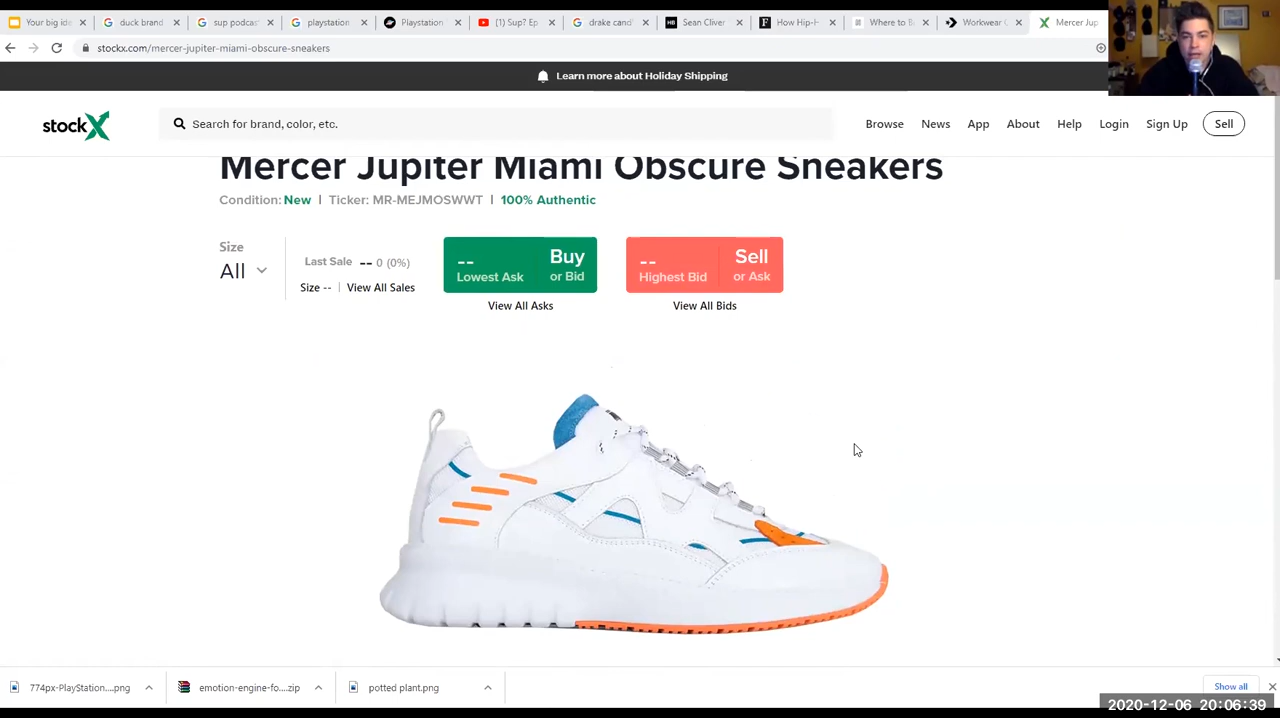 Your big id
duck brand
sup podcas
playstation
Playstation
(1) Sup? Ep
drake cand
Sean Cliver
How Hip-H
Where to B
Workwear C
Mercer Jup
stockx.com/mercer-jupiter-miami-obscure-sneakers
Learn more about Holiday Shipping
stockX
Search for brand, color, etc.
Browse News App About Help Login Sign Up Sell
Mercer Jupiter Miami Obscure Sneakers
Condition: New | Ticker: MR-MEJMOSWWT | 100% Authentic
Size
All
Last Sale -- 0 (0%)
Size -- | View All Sales
-- Buy
Lowest Ask or Bid
View All Asks
-- Sell
Highest Bid or Ask
View All Bids
774px-PlayStation....png
emotion-engine-fo....zip
potted plant.png
Show all
2020-12-06 20:06:39